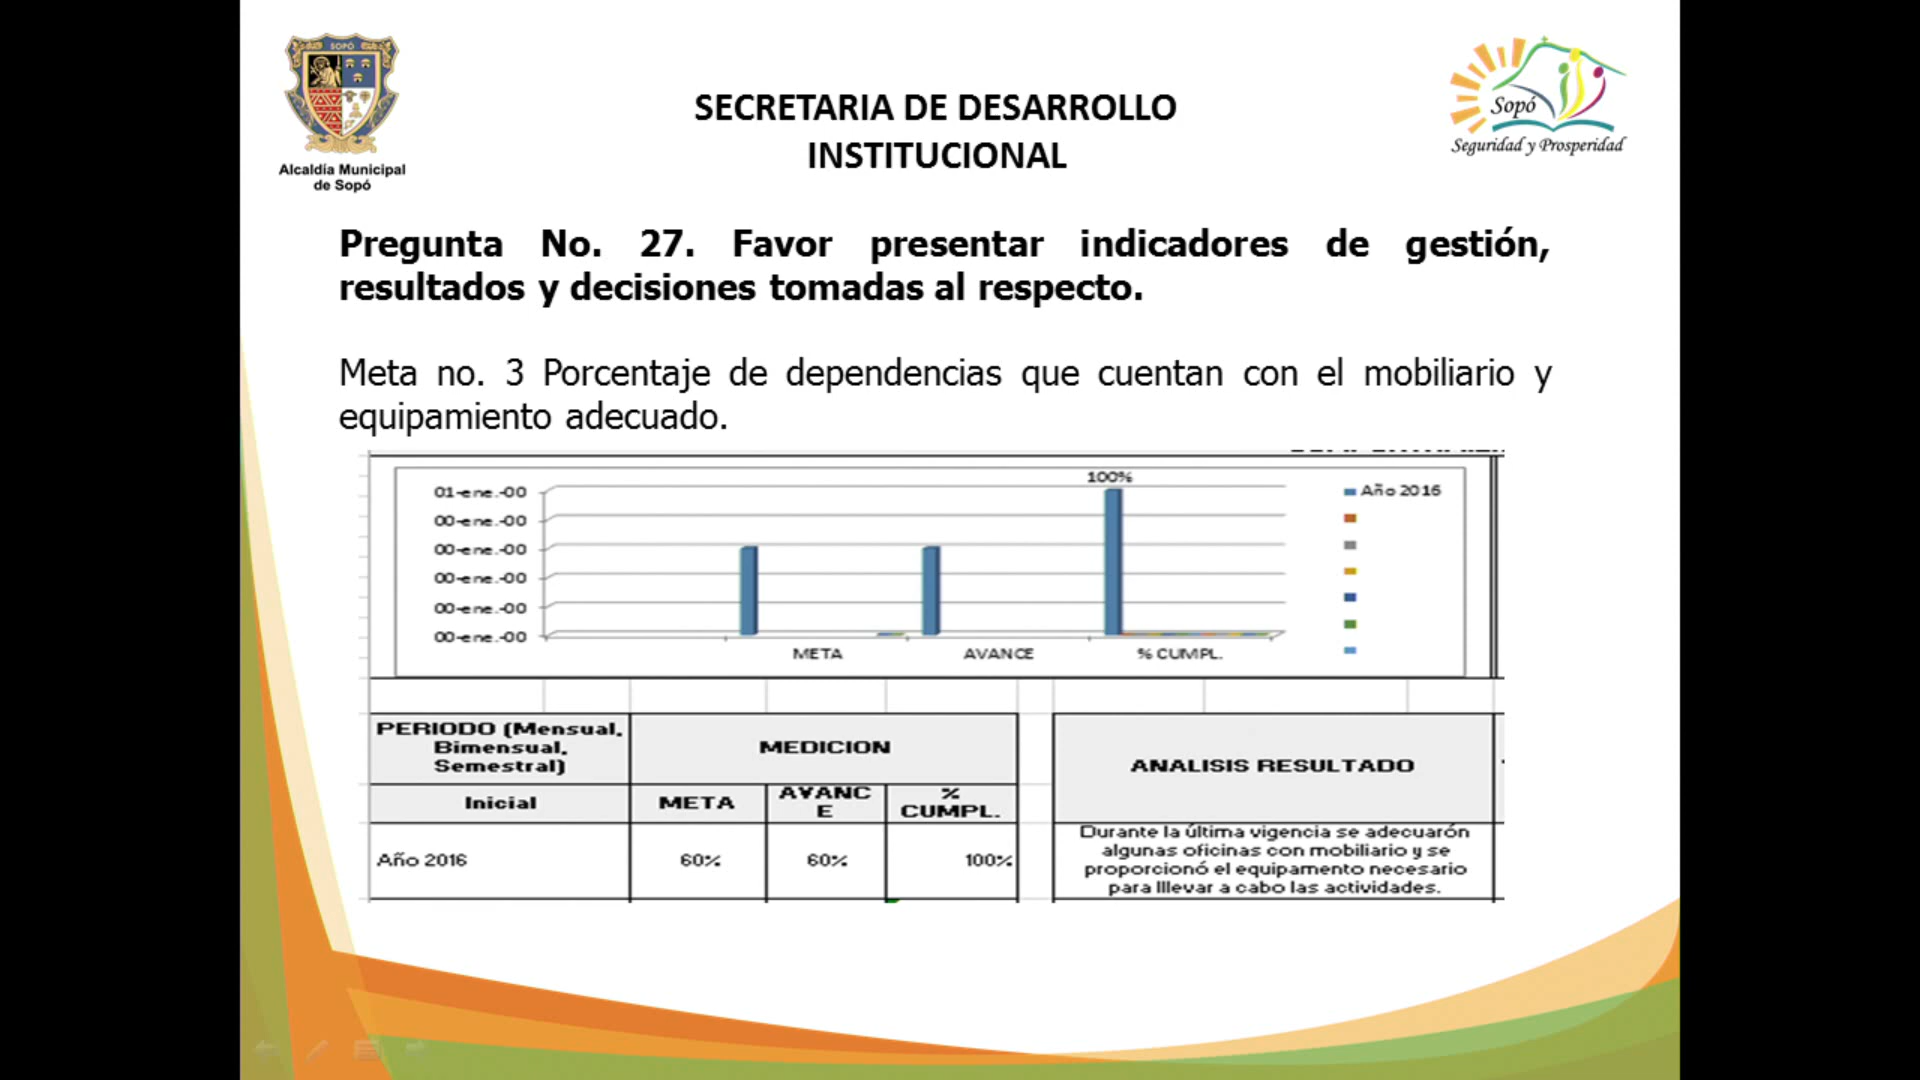 SOPÓ
Alcaldía Municipal
de Sopó
SECRETARIA DE DESARROLLO
INSTITUCIONAL
Sopó
Seguridad y Prosperidad
Pregunta No. 27. Favor presentar indicadores de gestión,
resultados y decisiones tomadas al respecto.
Meta no. 3 Porcentaje de dependencias que cuentan con el mobiliario y
equipamiento adecuado.
100%
01-ene.-00
00-ene.-00
00-ene.-00
00-ene.-00
00-ene.-00
00-ene.-00
META
AVANCE
% CUMPL.
Año 2016
PERIODO (Mensual,
Bimensual,
Semestral)
MEDICION
ANALISIS RESULTADO
Inicial
META
AVANC
E
%
CUMPL.
Año 2016
60%
60%
100%
Durante la última vigencia se adecuarón
algunas oficinas con mobiliario y se
proporcionó el equipamento necesario
para lllevar a cabo las actividades.